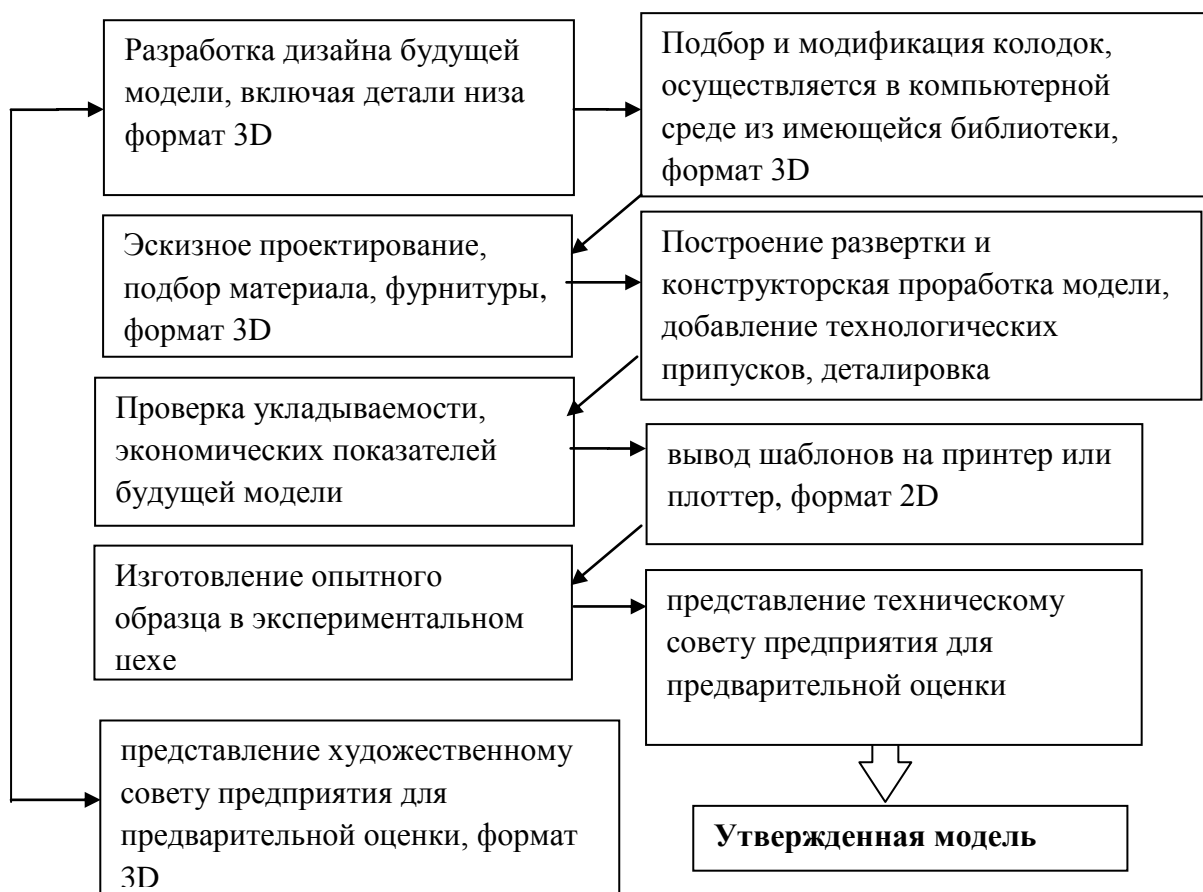 Разработка дизайна будущей
модели, включая детали низа
формат 3D
Подбор и модификация колодок,
осуществляется в компьютерной
среде из имеющейся библиотеки,
формат 3D
Эскизное проектирование,
подбор материала, фурнитуры,
формат 3D
Построение развертки и
конструкторская проработка модели,
добавление технологических
припусков, деталировка
Проверка укладываемости,
экономических показателей
будущей модели
вывод шаблонов на принтер или
плоттер, формат 2D
Изготовление опытного
образца в экспериментальном
цехе
представление техническому
совету предприятия для
предварительной оценки
представление художественному
совету предприятия для
предварительной оценки, формат
3D
Утвержденная модель